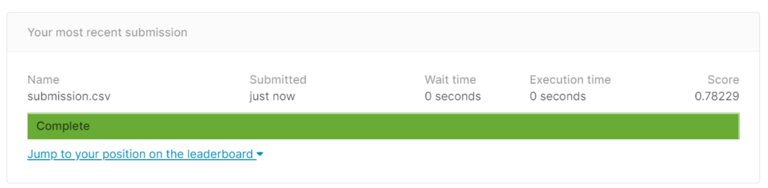 Your most recent submission
Name Submitted Wait time Execution time Score
submission.csv just now 0 seconds 0 seconds 0.78229
Complete
Jump to your position on the leaderboard